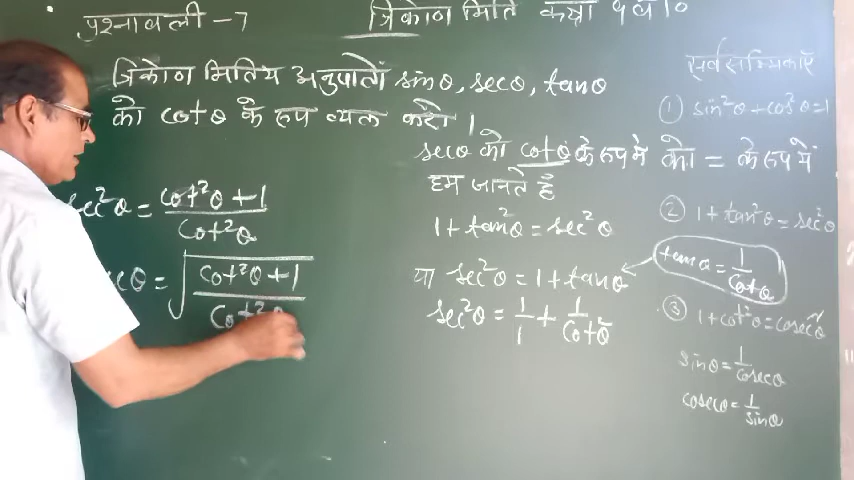 प्रश्नावली - 7
त्रिकोण मिति कक्षा 9 वीं 10
त्रिकोण मितिय अनुपातों sinθ, secθ, tanθ
को cotθ के रुप व्यक्त करो।
secθ को cotθ के रुप मे
हम जानते है
1 + tan²θ = sec²θ
या sec²θ = 1 + tanθ
sec²θ = 1/1 + 1/Cot²θ
sec²θ = cot²θ + 1 / Cot²θ
secθ = √(Cot²θ + 1 / Cot²θ)
सर्वसमिकाऐं
① sin²θ + cos²θ = 1
को = के रुप में
② 1 + tan²θ = sec²θ
tanθ = 1/Cotθ
③ 1 + cot²θ = cosec²θ
sinθ = 1/cosecθ
cosecθ = 1/sinθ